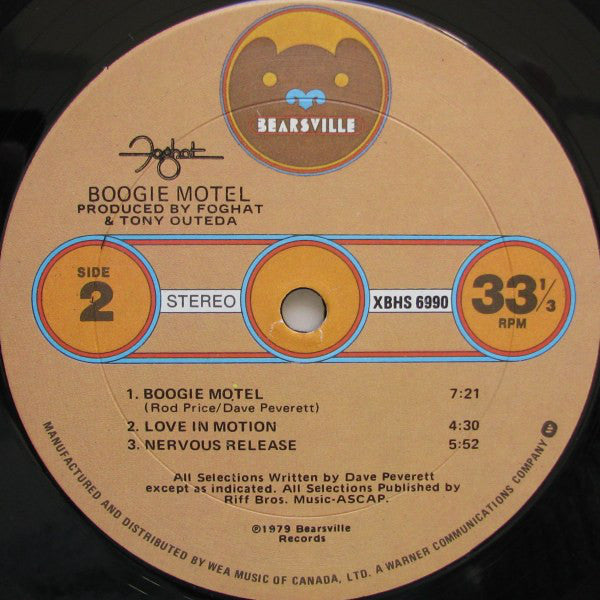 BEARSVILLE
Foghat
BOOGIE MOTEL
PRODUCED BY FOGHAT
& TONY OUTEDA
SIDE
2
STEREO
XBHS 6990
33 1/3
RPM
1. BOOGIE MOTEL 7:21
(Rod Price/Dave Peverett)
2. LOVE IN MOTION 4:30
3. NERVOUS RELEASE 5:52
All Selections Written by Dave Peverett
except as indicated. All Selections Published by
Riff Bros. Music-ASCAP.
℗1979 Bearsville
Records
MANUFACTURED AND DISTRIBUTED BY WEA MUSIC OF CANADA, LTD. A WARNER COMMUNICATIONS COMPANY W